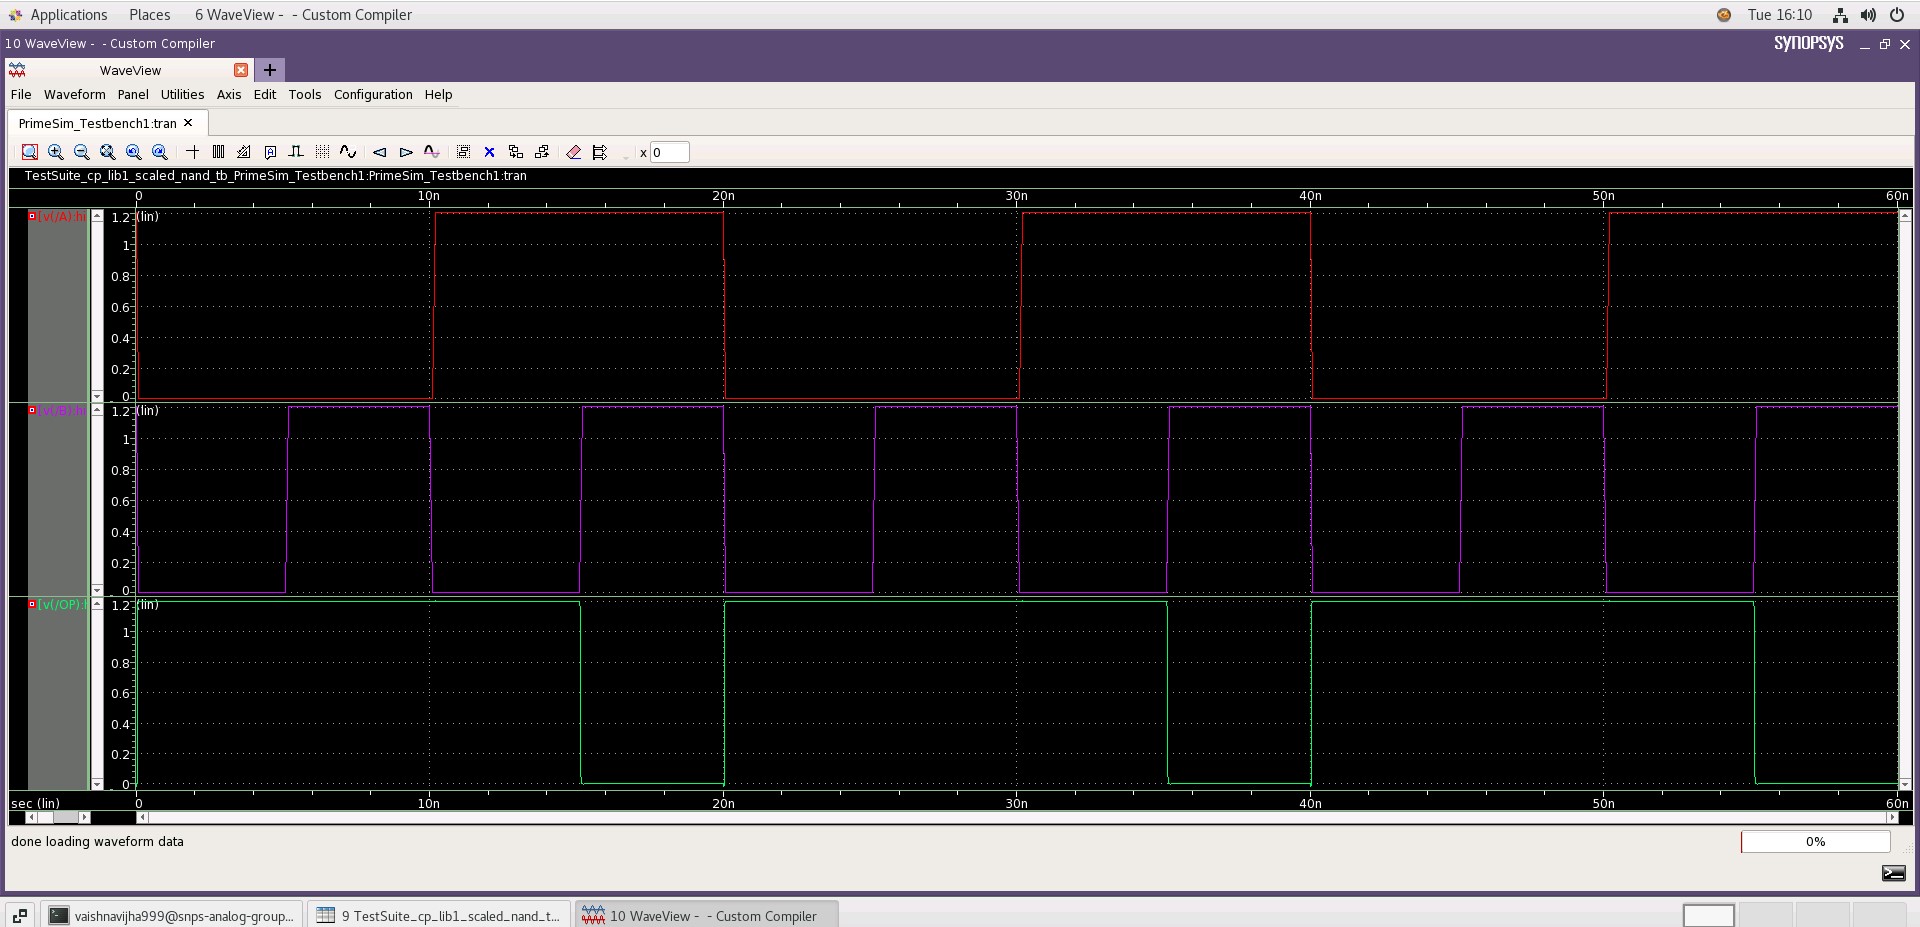 Applications Places 6 WaveView - - Custom Compiler Tue 16:10
10 WaveView - - Custom Compiler SYNOPSYS
WaveView
File Waveform Panel Utilities Axis Edit Tools Configuration Help
PrimeSim_Testbench1:tran
x 0
TestSuite_cp_lib1_scaled_nand_tb_PrimeSim_Testbench1:PrimeSim_Testbench1:tran
0 10n 20n 30n 40n 50n 60n
[v(/A):hi 1.2 (lin)
1
0.8
0.6
0.4
0.2
0
[v(/B):hi 1.2 (lin)
1
0.8
0.6
0.4
0.2
0
[v(/OP): 1.2 (lin)
1
0.8
0.6
0.4
0.2
0
sec (lin) 0 10n 20n 30n 40n 50n 60n
done loading waveform data 0%
vaishnavijha999@snps-analog-group... 9 TestSuite_cp_lib1_scaled_nand_t... 10 WaveView - - Custom Compiler